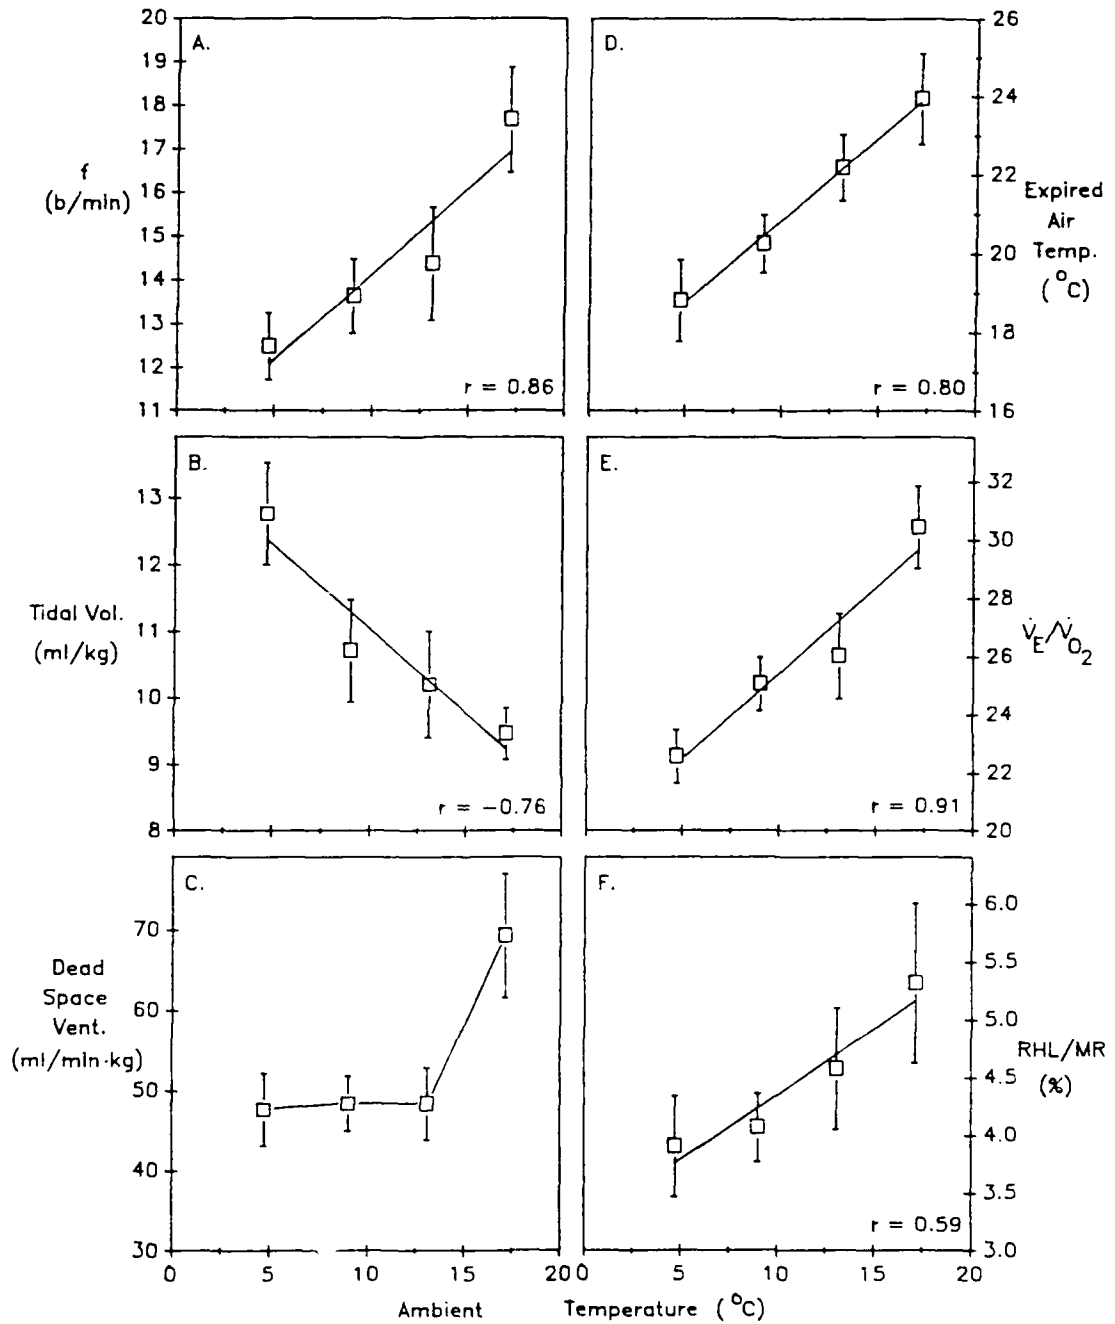 A.
20
19
18
17
16
15
14
13
12
11
f
(b/min)
r = 0.86
D.
26
24
22
20
18
16
Expired
Air
Temp.
(°C)
r = 0.80
B.
13
12
11
10
9
8
Tidal Vol.
(ml/kg)
r = −0.76
E.
32
30
28
26
24
22
20
V̇E/V̇O2
r = 0.91
C.
70
60
50
40
30
Dead
Space
Vent.
(ml/min·kg)
0 5 10 15 20
F.
6.0
5.5
5.0
4.5
4.0
3.5
3.0
RHL/MR
(%)
r = 0.59
0 5 10 15 20
Ambient Temperature (°C)